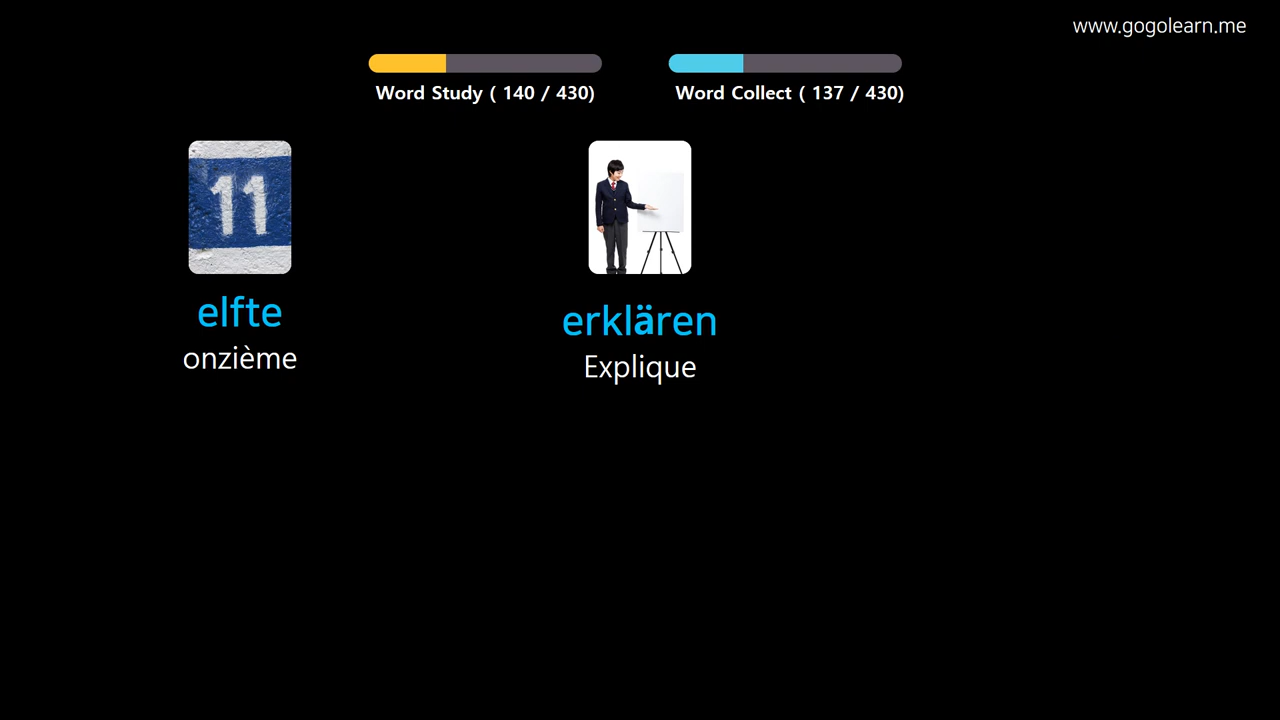 www.gogolearn.me
Word Study ( 140 / 430)
Word Collect ( 137 / 430)
11
elfte
onzième
erklären
Explique